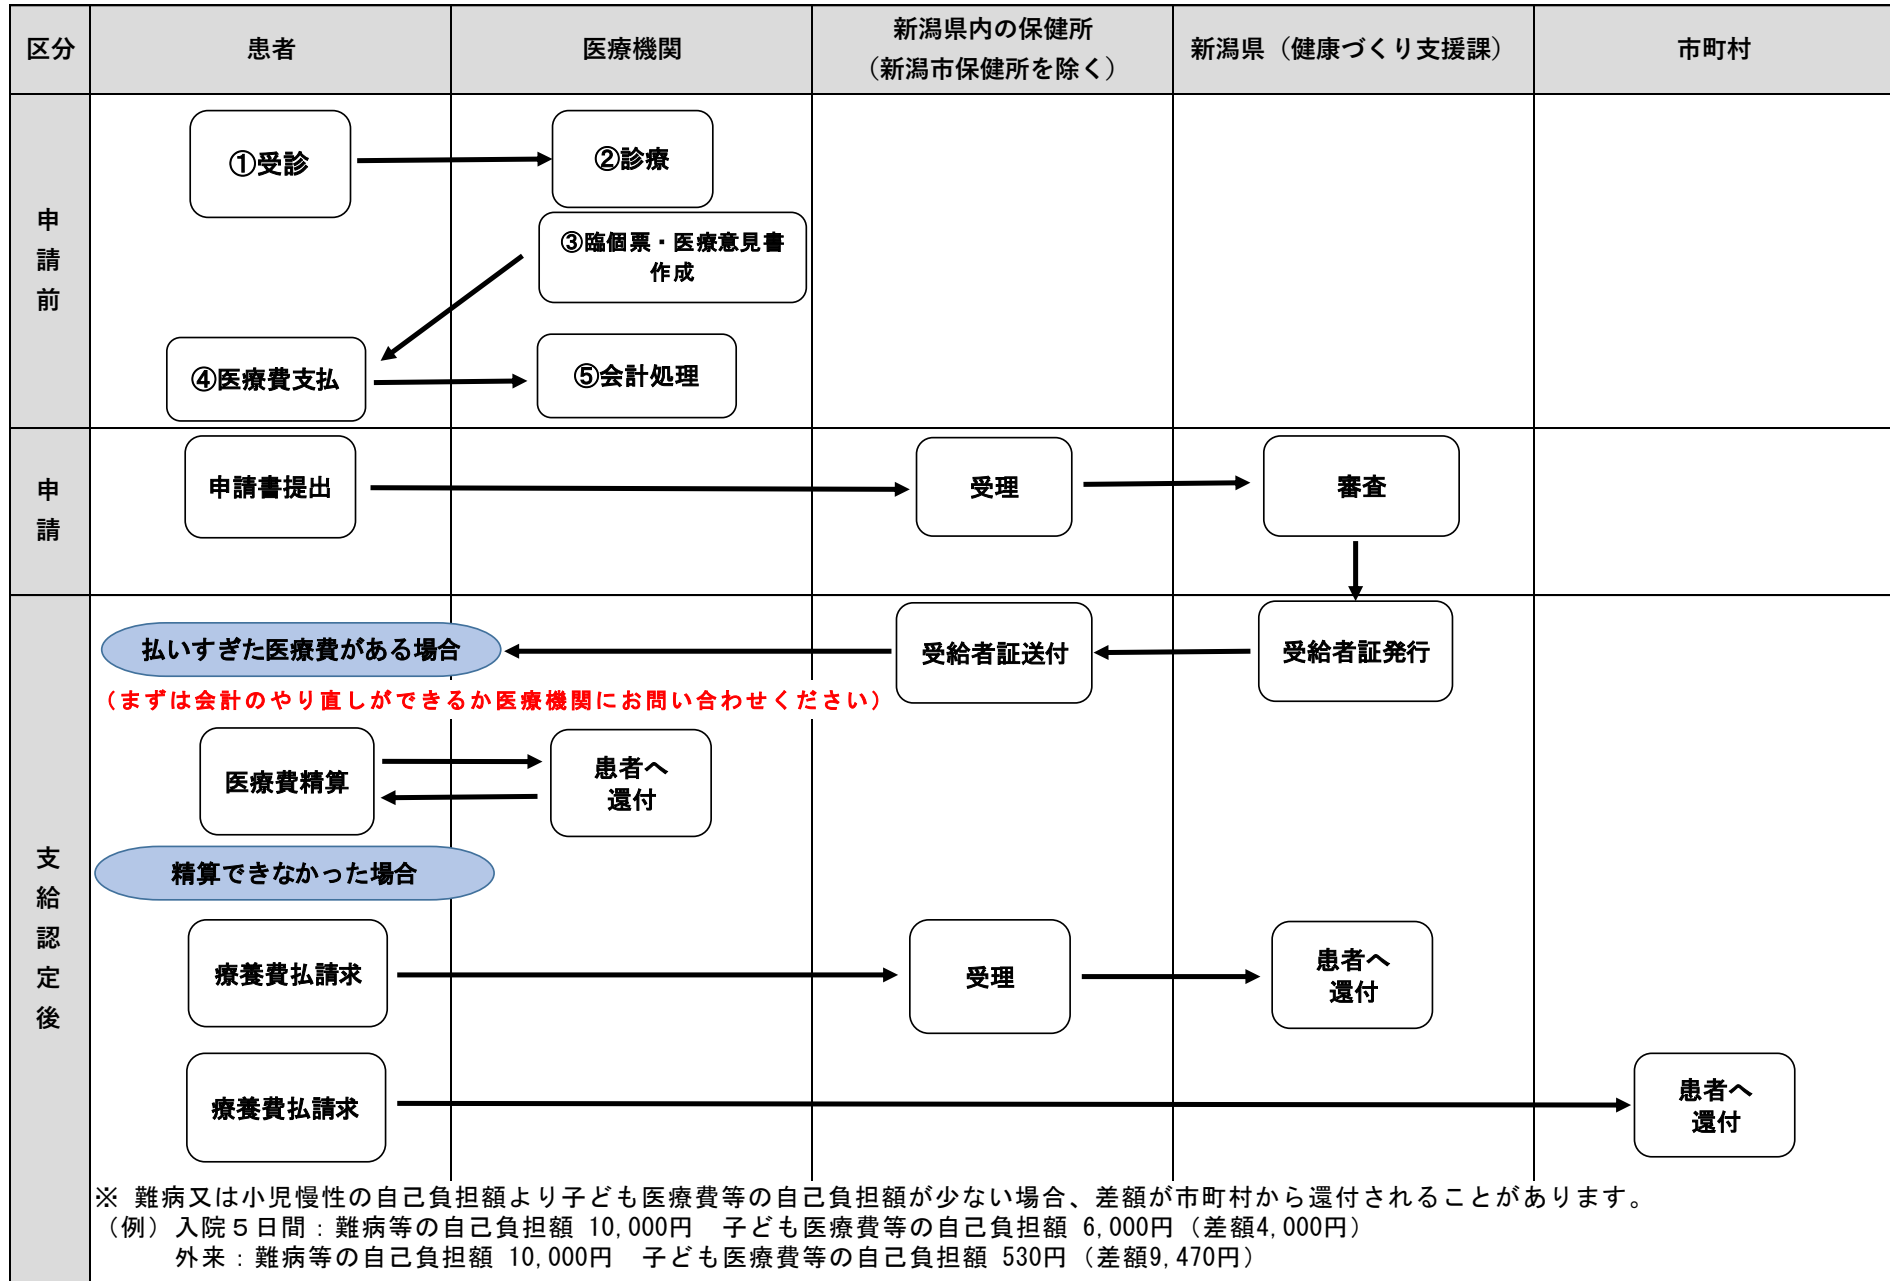 区分
患者
医療機関
新潟県内の保健所
（新潟市保健所を除く）
新潟県（健康づくり支援課）
市町村
申請前
①受診
②診療
③臨個票・医療意見書
作成
④医療費支払
⑤会計処理
申請
申請書提出
受理
審査
支給認定後
払いすぎた医療費がある場合
受給者証送付
受給者証発行
（まずは会計のやり直しができるか医療機関にお問い合わせください）
医療費精算
患者へ
還付
精算できなかった場合
療養費払請求
受理
患者へ
還付
療養費払請求
患者へ
還付
※ 難病又は小児慢性の自己負担額より子ども医療費等の自己負担額が少ない場合、差額が市町村から還付されることがあります。
（例）入院５日間：難病等の自己負担額 10,000円　子ども医療費等の自己負担額 6,000円（差額4,000円）
外来：難病等の自己負担額 10,000円　子ども医療費等の自己負担額 530円（差額9,470円）